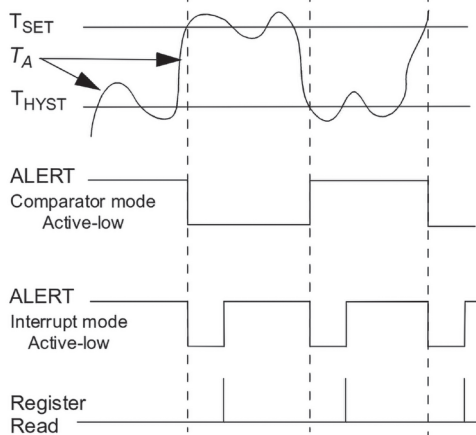 TSET
TA
THYST
ALERT
Comparator mode
Active-low
ALERT
Interrupt mode
Active-low
Register
Read